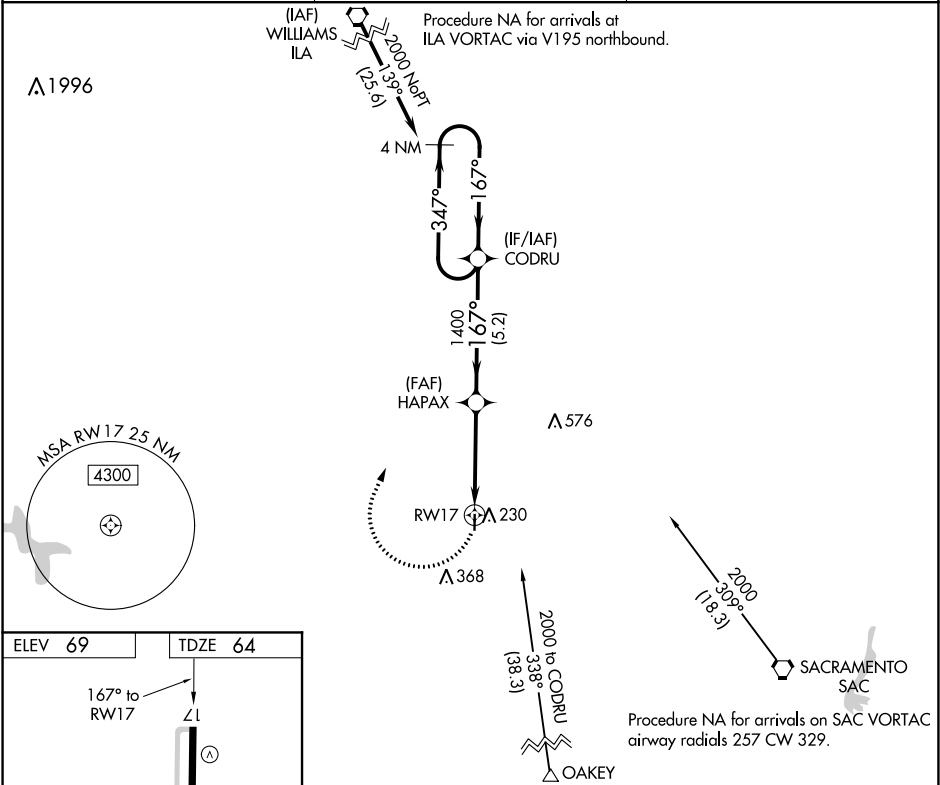 (IAF)
WILLIAMS
ILA
Procedure NA for arrivals at
ILA VORTAC via V195 northbound.
2000 NoPT
139°
(25.6)
1996
4 NM
347°
167°
(IF/IAF)
CODRU
1400
167°
(5.2)
(FAF)
HAPAX
576
MSA RW17 25 NM
4300
RW17
230
368
2000 to CODRU
338°
(38.3)
OAKEY
2000
309°
(18.3)
SACRAMENTO
SAC
Procedure NA for arrivals on SAC VORTAC
airway radials 257 CW 329.
ELEV 69
TDZE 64
167° to
RW17
17
V